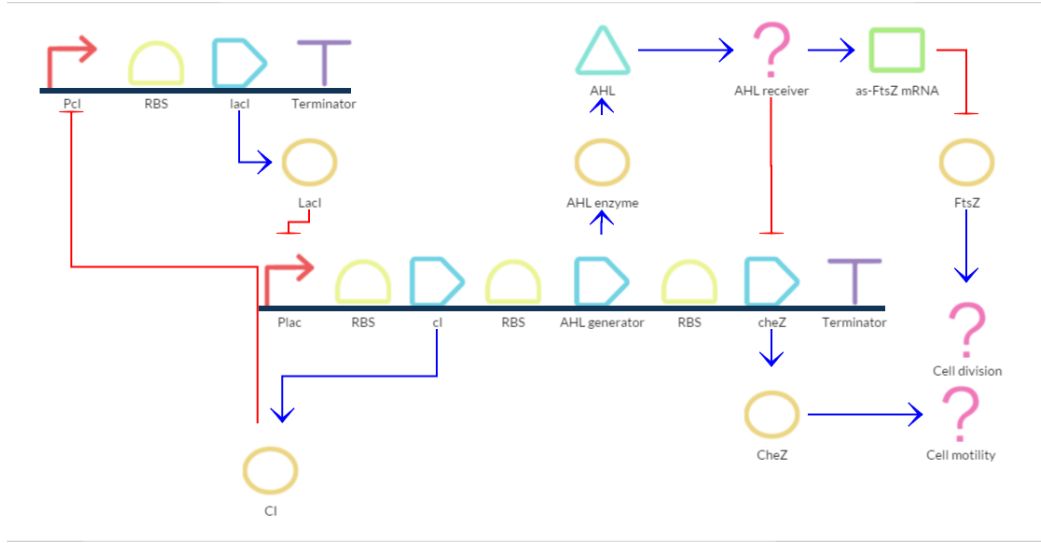 AHL
AHL receiver
as-FtsZ mRNA
PcI
RBS
lacI
Terminator
LacI
AHL enzyme
FtsZ
Plac
RBS
cI
RBS
AHL generator
RBS
cheZ
Terminator
Cell division
CheZ
Cell motility
CI